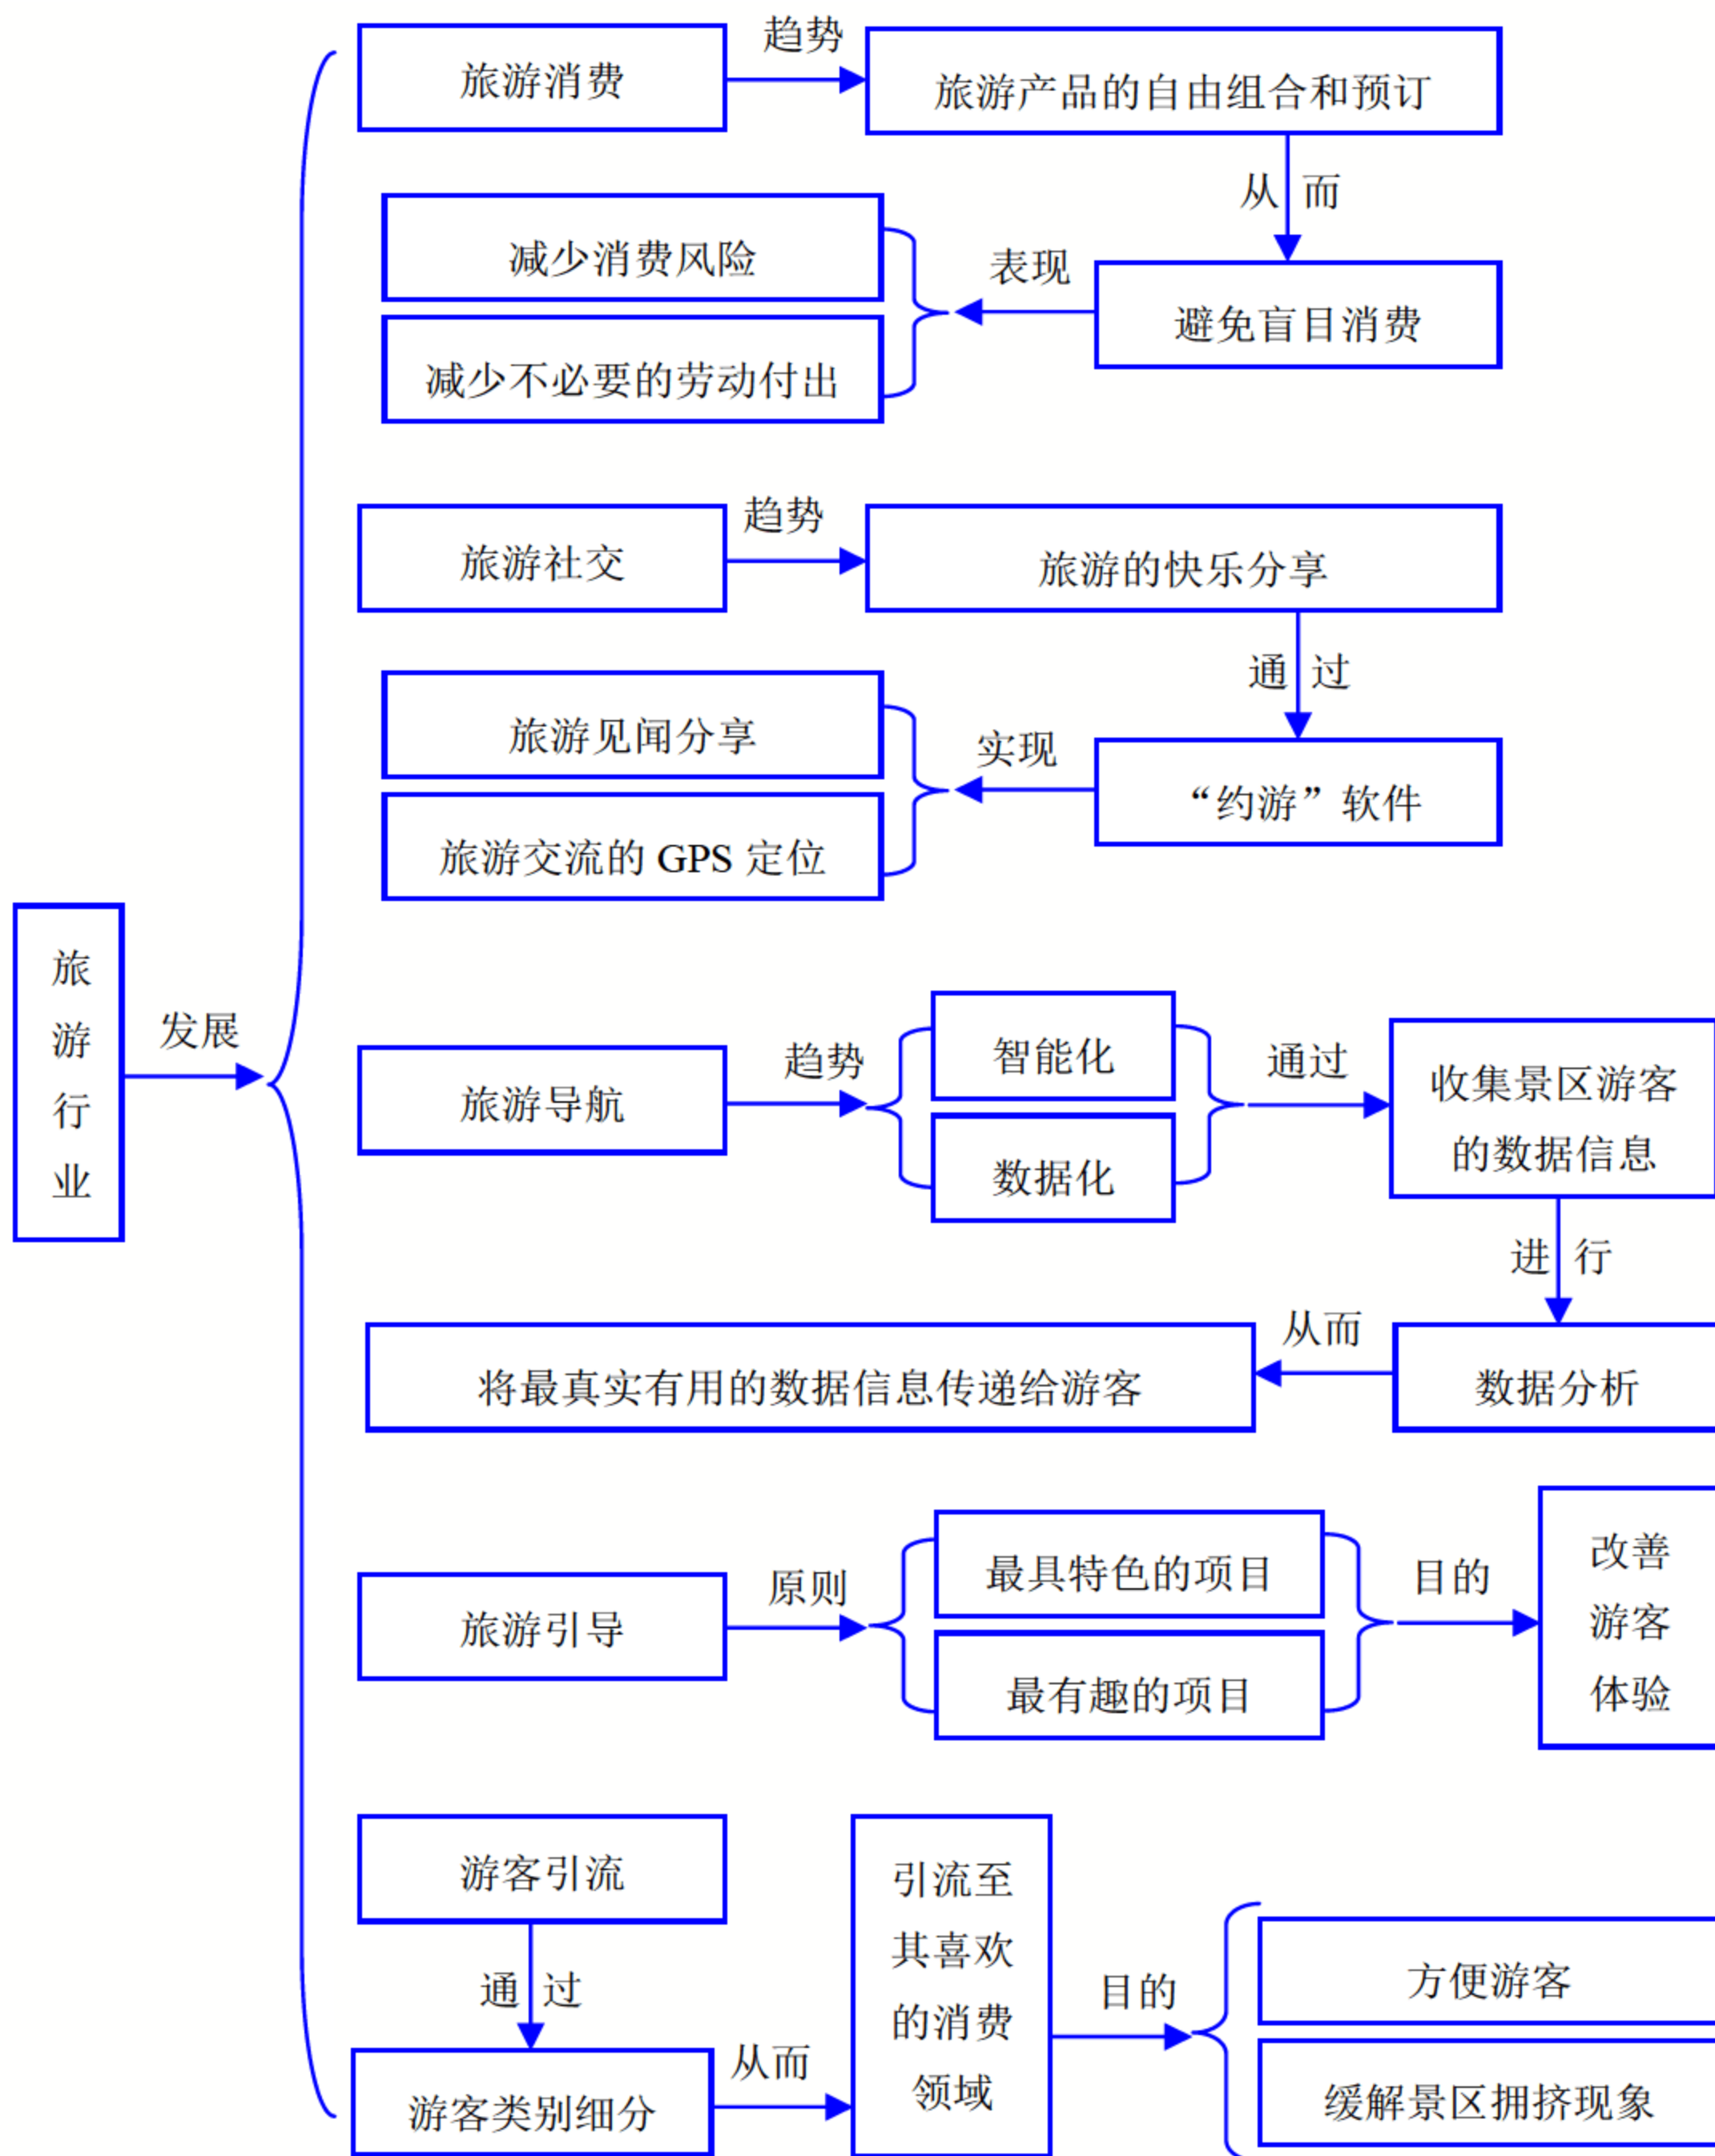 旅游行业
发展
旅游消费
趋势
旅游产品的自由组合和预订
从而
避免盲目消费
表现
减少消费风险
减少不必要的劳动付出
旅游社交
趋势
旅游的快乐分享
通过
“约游”软件
实现
旅游见闻分享
旅游交流的 GPS 定位
旅游导航
趋势
智能化
数据化
通过
收集景区游客
的数据信息
进行
数据分析
从而
将最真实有用的数据信息传递给游客
旅游引导
原则
最具特色的项目
最有趣的项目
目的
改善
游客
体验
游客引流
通过
游客类别细分
从而
引流至
其喜欢
的消费
领域
目的
方便游客
缓解景区拥挤现象